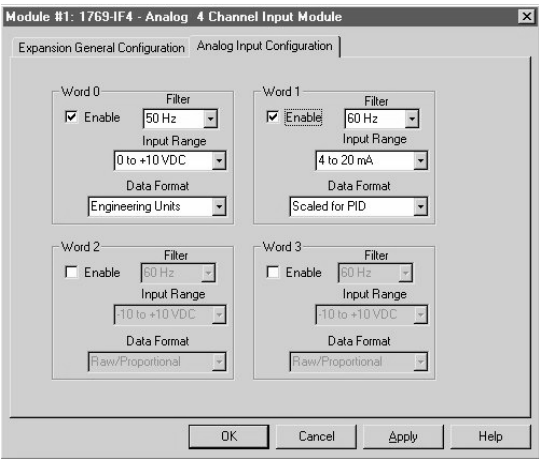 Module #1: 1769-IF4 - Analog 4 Channel Input Module
Expansion General Configuration Analog Input Configuration
Word 0
Filter
Enable 50 Hz
Input Range
0 to +10 VDC
Data Format
Engineering Units
Word 1
Filter
Enable 60 Hz
Input Range
4 to 20 mA
Data Format
Scaled for PID
Word 2
Filter
Enable 60 Hz
Input Range
-10 to +10 VDC
Data Format
Raw/Proportional
Word 3
Filter
Enable 60 Hz
Input Range
-10 to +10 VDC
Data Format
Raw/Proportional
OK Cancel Apply Help